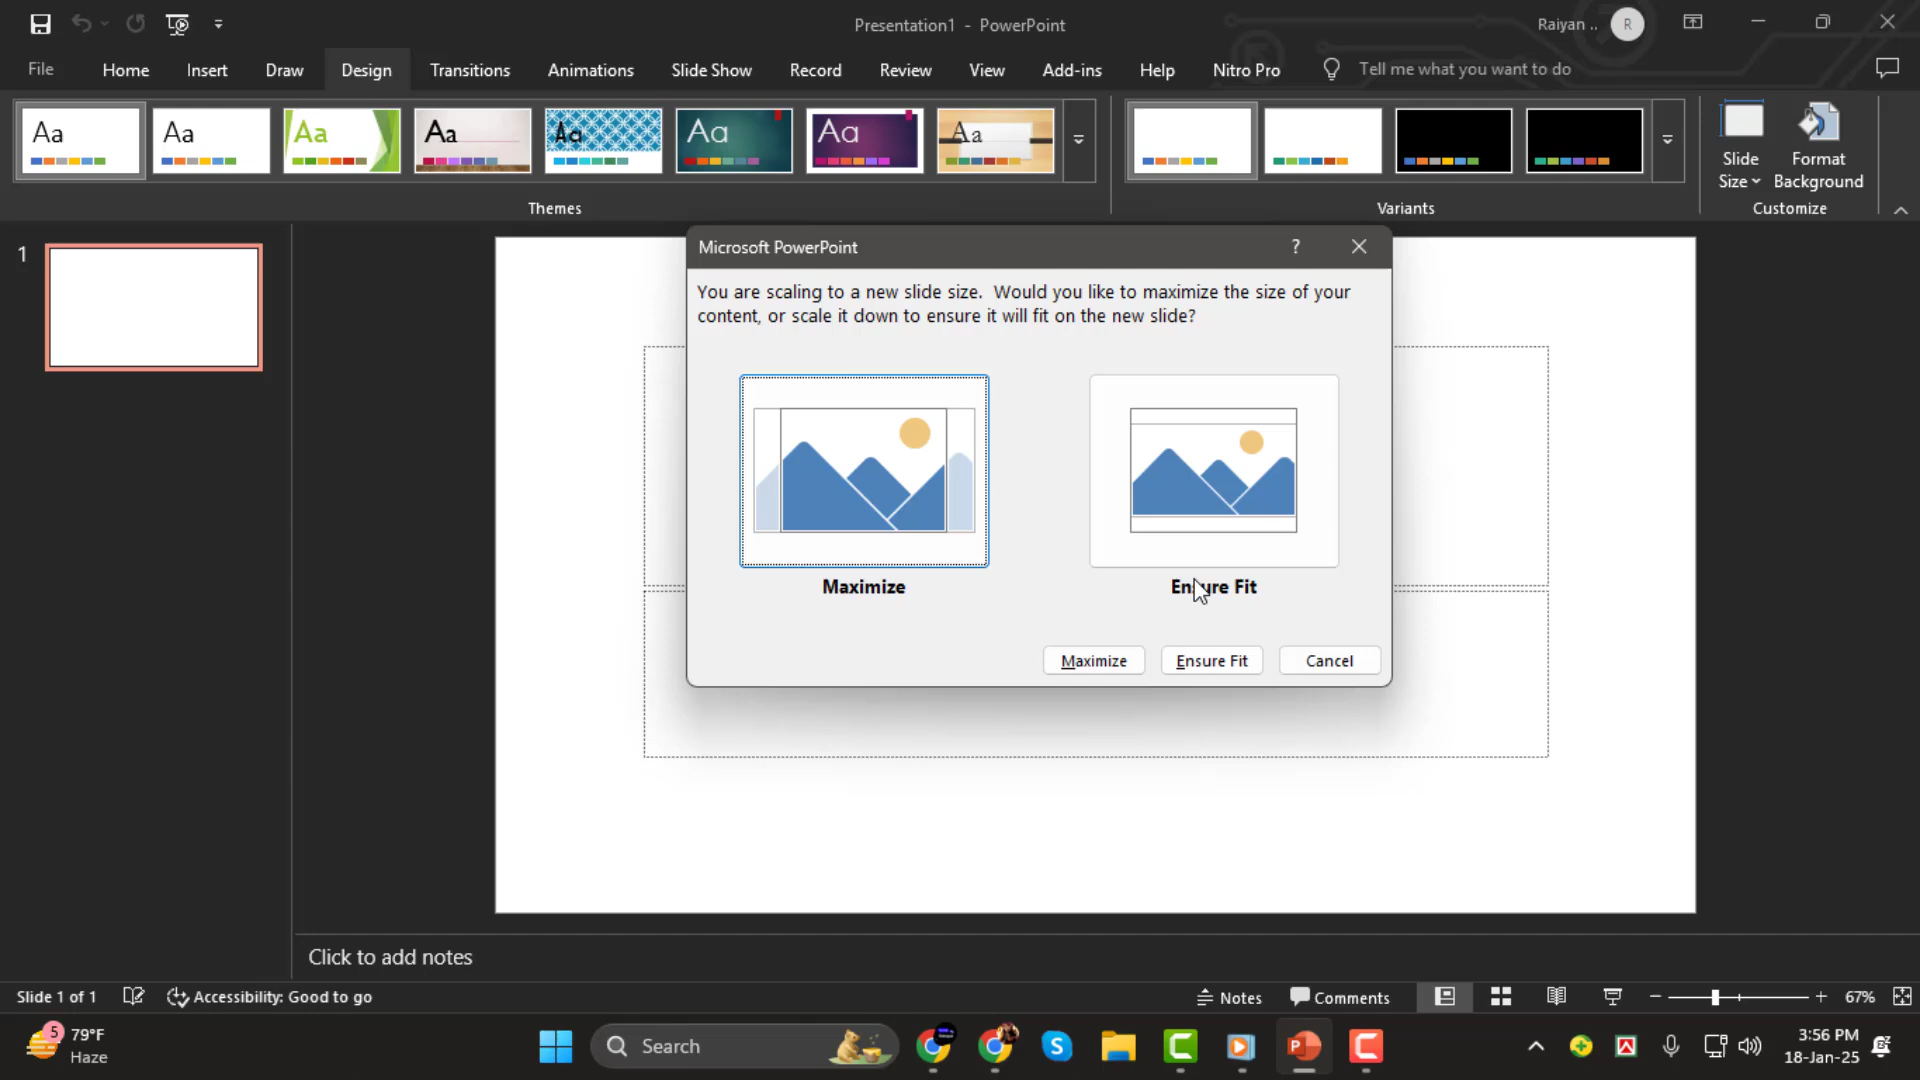 Presentation1 - PowerPoint
Raiyan ..
R
File
Home
Insert
Draw
Design
Transitions
Animations
Slide Show
Record
Review
View
Add-ins
Help
Nitro Pro
Tell me what you want to do
Aa
Aa
Aa
Aa
Aa
Aa
Aa
Aa
Slide
Size
Format
Background
Themes
Variants
Customize
1
Microsoft PowerPoint
?
You are scaling to a new slide size. Would you like to maximize the size of your
content, or scale it down to ensure it will fit on the new slide?
Maximize
Ensure Fit
Maximize
Ensure Fit
Cancel
Click to add notes
Slide 1 of 1
Accessibility: Good to go
Notes
Comments
67%
5
79°F
Haze
Search
3:56 PM
18-Jan-25